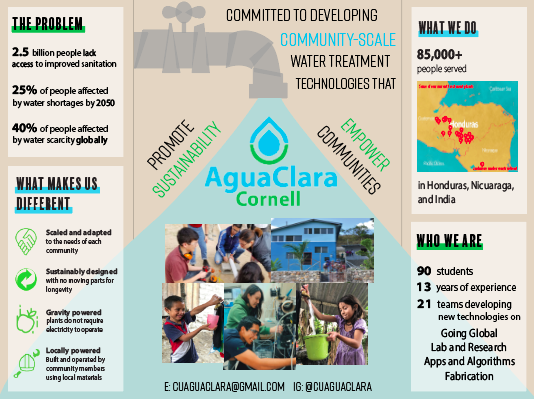 THE PROBLEM
2.5 billion people lack
access to improved sanitation
25% of people affected
by water shortages by 2050
40% of people affected
by water scarcity globally
WHAT MAKES US
DIFFERENT
Scaled and adapted
to the needs of each
community
Sustainably designed
with no moving parts for
longevity
Gravity powered
plants do not require
electricity to operate
Locally powered
Built and operated by
community members
using local materials
COMMITTED TO DEVELOPING
COMMUNITY-SCALE
WATER TREATMENT
TECHNOLOGIES THAT
PROMOTE
SUSTAINABILITY
EMPOWER
COMMUNITIES
AguaClara
Cornell
E: CUAGUACLARA@GMAIL.COM IG: @CUAGUACLARA
WHAT WE DO
85,000+
people served
Honduras
in Honduras, Nicuaraga,
and India
WHO WE ARE
90 students
13 years of experience
21 teams developing
new technologies on
Going Global
Lab and Research
Apps and Algorithms
Fabrication